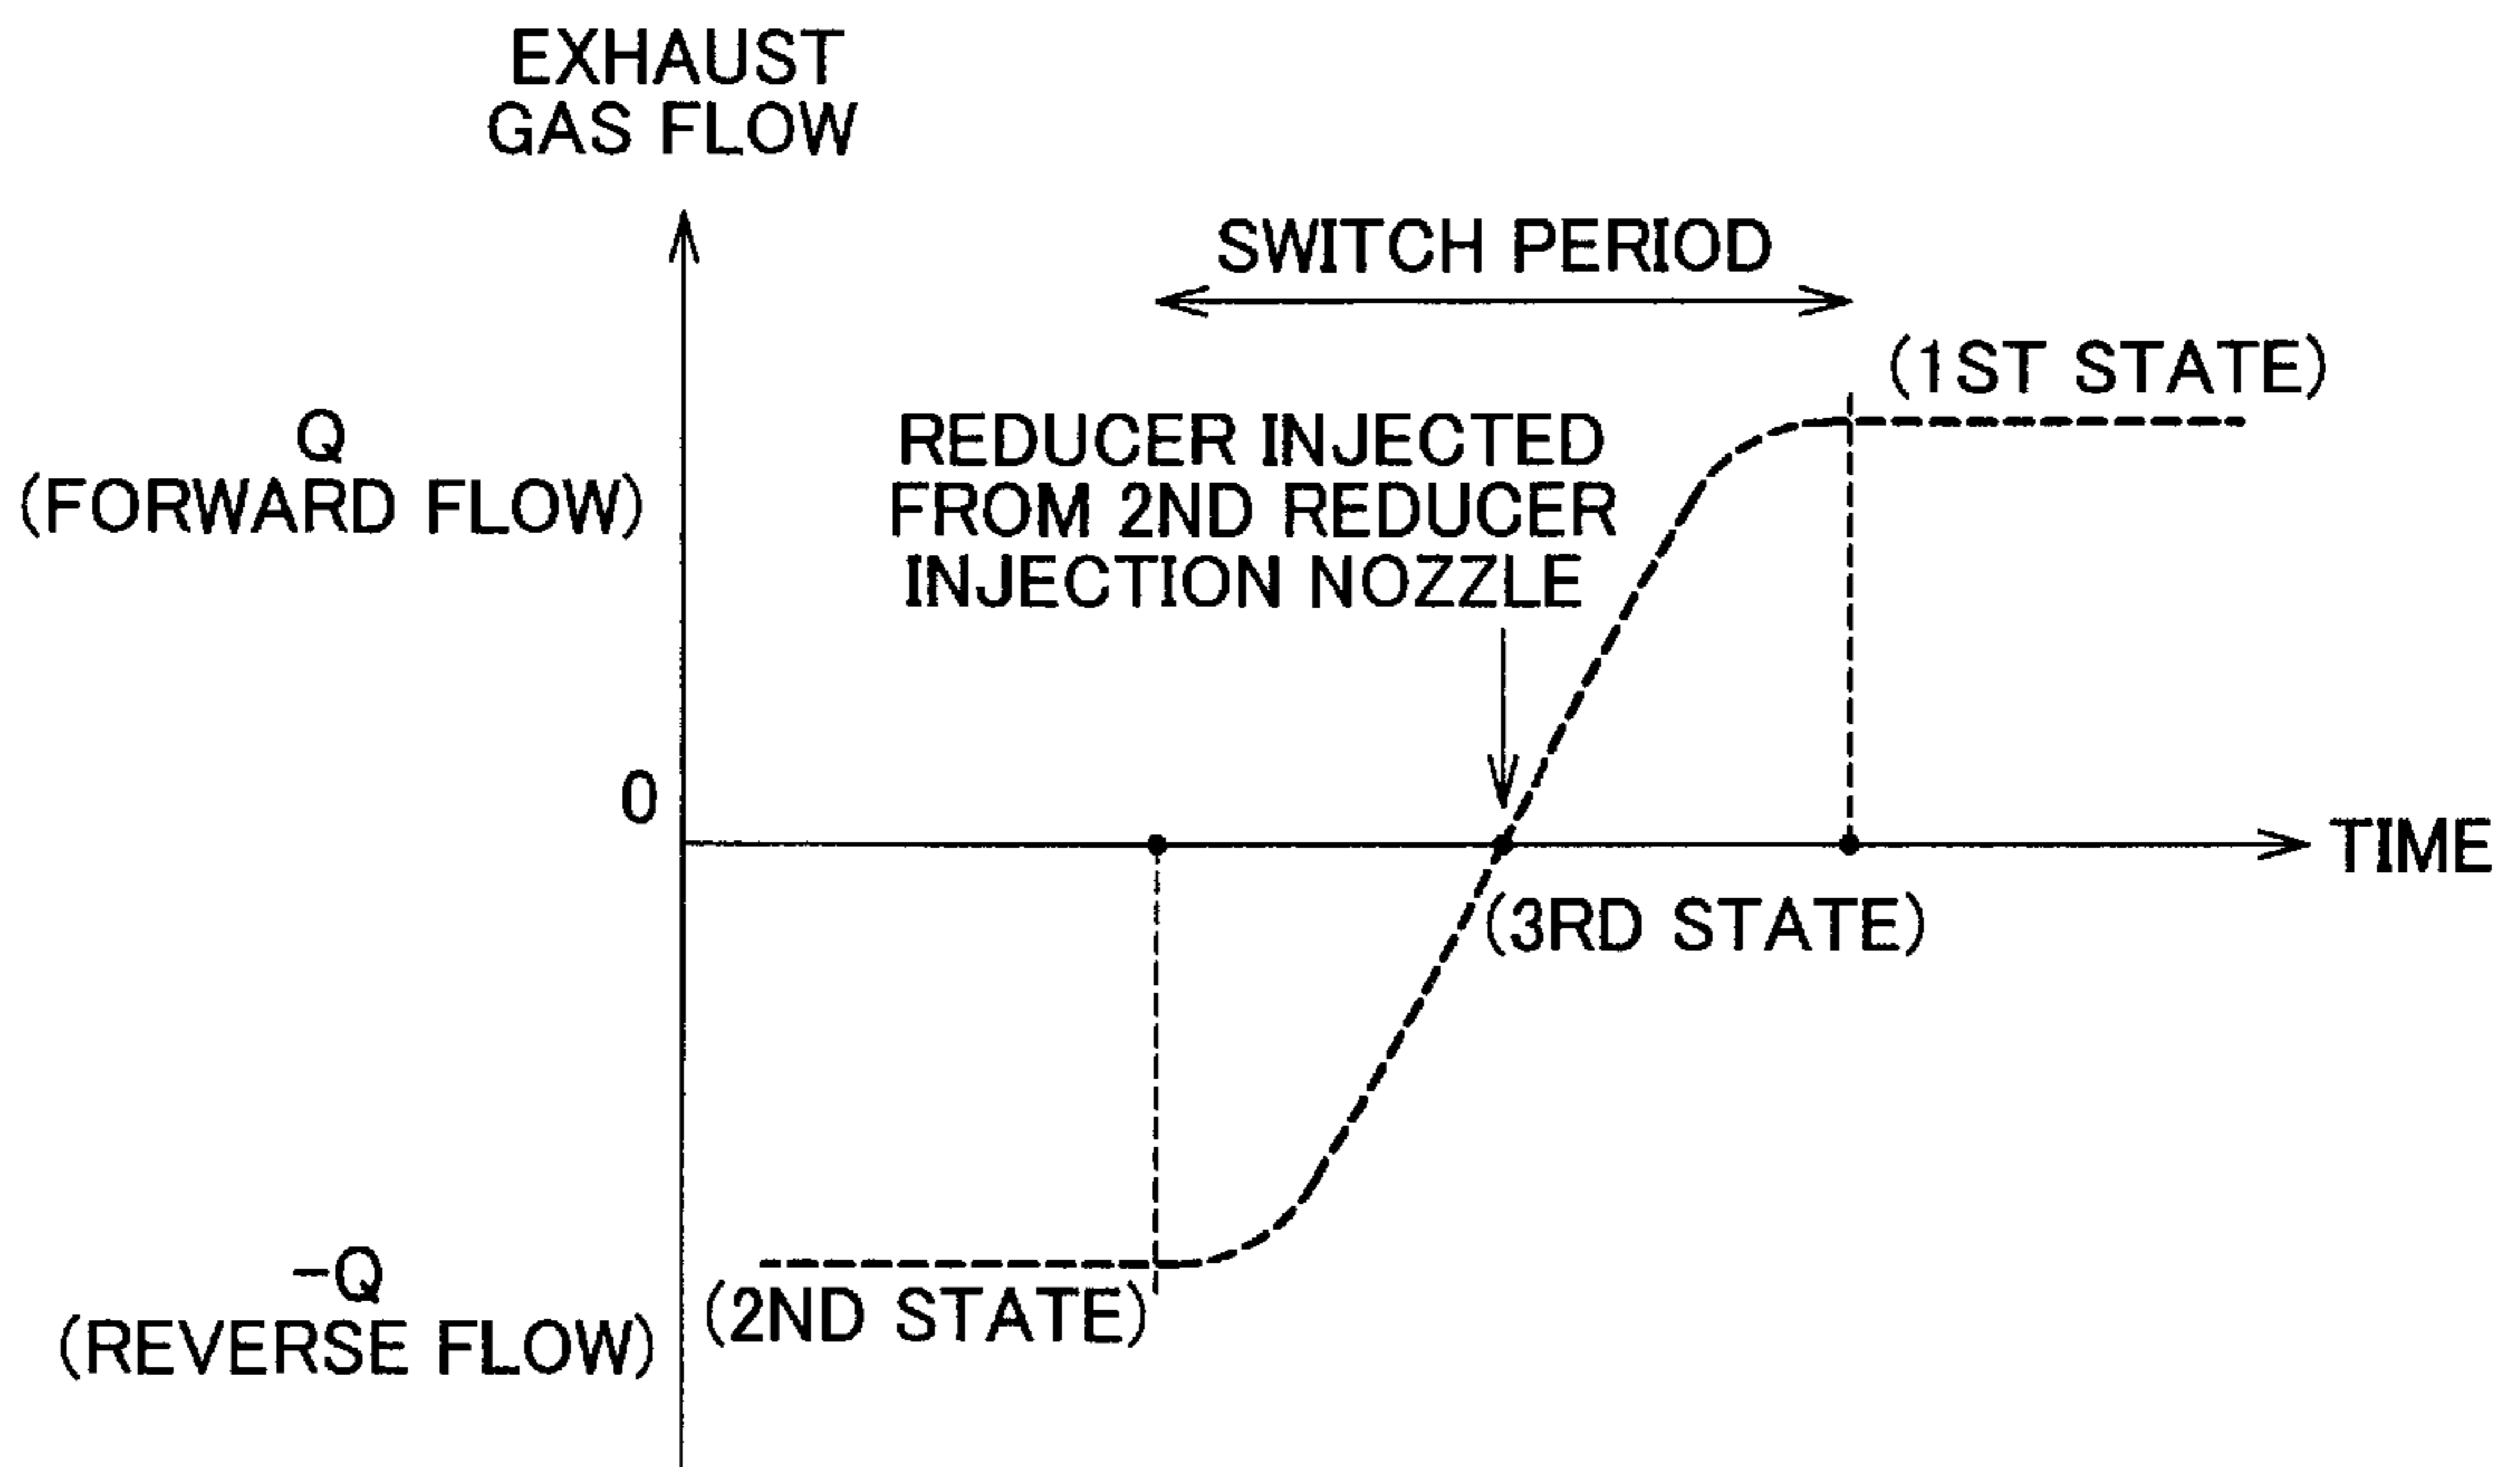 EXHAUST
GAS FLOW
SWITCH PERIOD
(1ST STATE)
Q
(FORWARD FLOW)
REDUCER INJECTED
FROM 2ND REDUCER
INJECTION NOZZLE
0
TIME
(3RD STATE)
−Q
(REVERSE FLOW)
(2ND STATE)